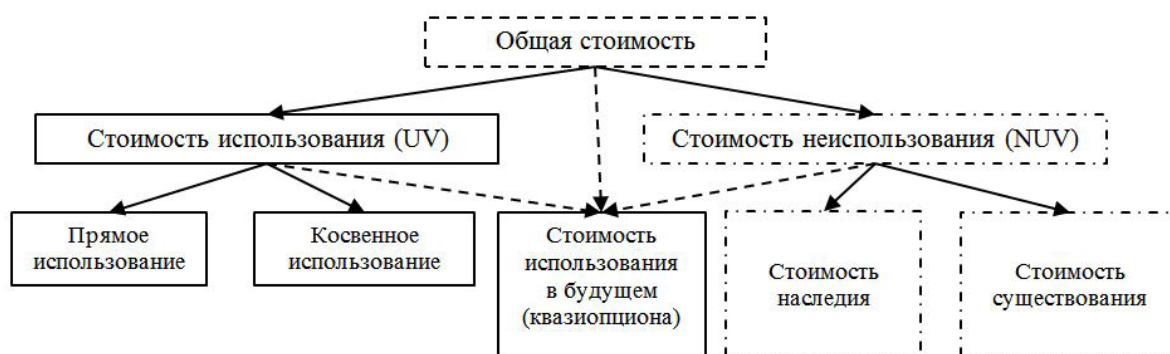 Общая стоимость
Стоимость использования (UV)
Стоимость неиспользования (NUV)
Прямое
использование
Косвенное
использование
Стоимость
использования
в будущем
(квазиопциона)
Стоимость
наследия
Стоимость
существования